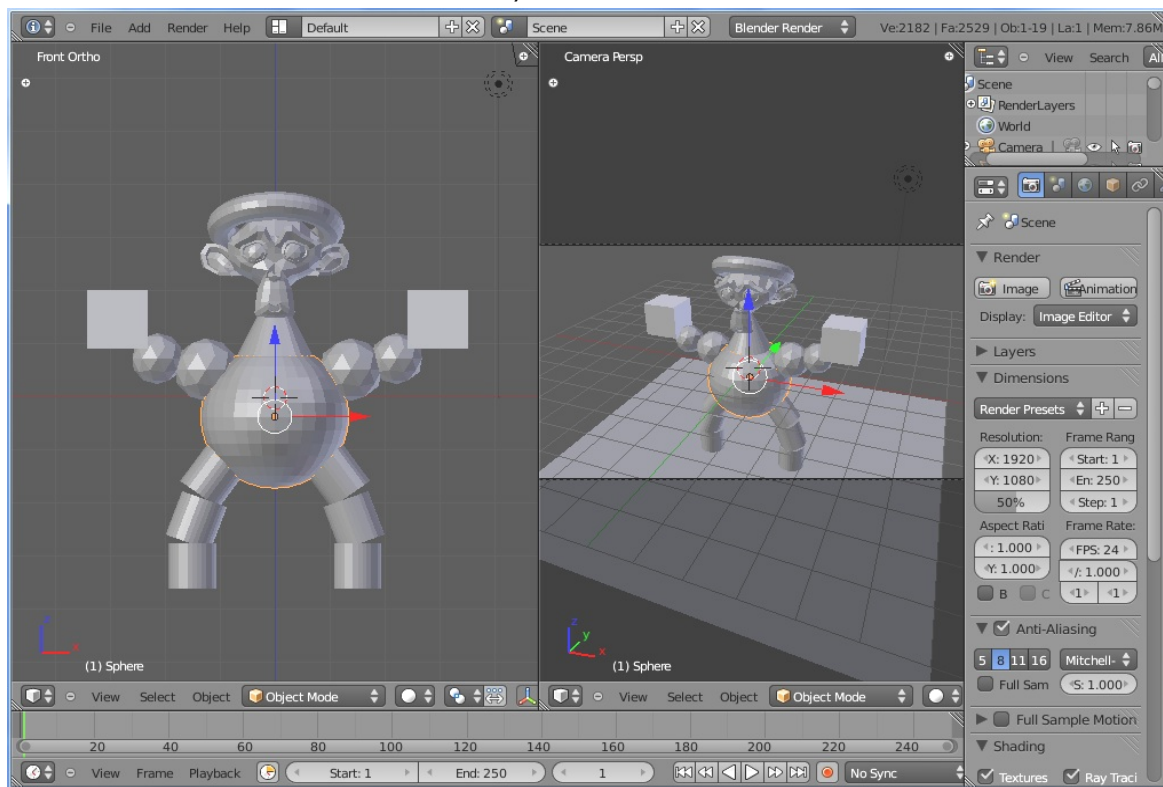 File Add Render Help Default Scene Blender Render Ve:2182 | Fa:2529 | Ob:1-19 | La:1 | Mem:7.86M
Front Ortho
Camera Persp
View Search All
Scene
RenderLayers
World
Camera
Scene
Render
Image Animation
Display: Image Editor
Layers
Dimensions
Render Presets
Resolution: Frame Rang
X: 1920 Start: 1
Y: 1080 En: 250
50% Step: 1
Aspect Rati Frame Rate:
: 1.000 FPS: 24
Y: 1.000 /: 1.000
B C 1 1
Anti-Aliasing
5 8 11 16 Mitchell-
Full Sam S: 1.000
Full Sample Motion
Shading
Textures Ray Traci
z
x
(1) Sphere
z
y
x
(1) Sphere
View Select Object Object Mode
View Select Object Object Mode
20 40 60 80 100 120 140 160 180 200 220 240
View Frame Playback Start: 1 End: 250 1 No Sync